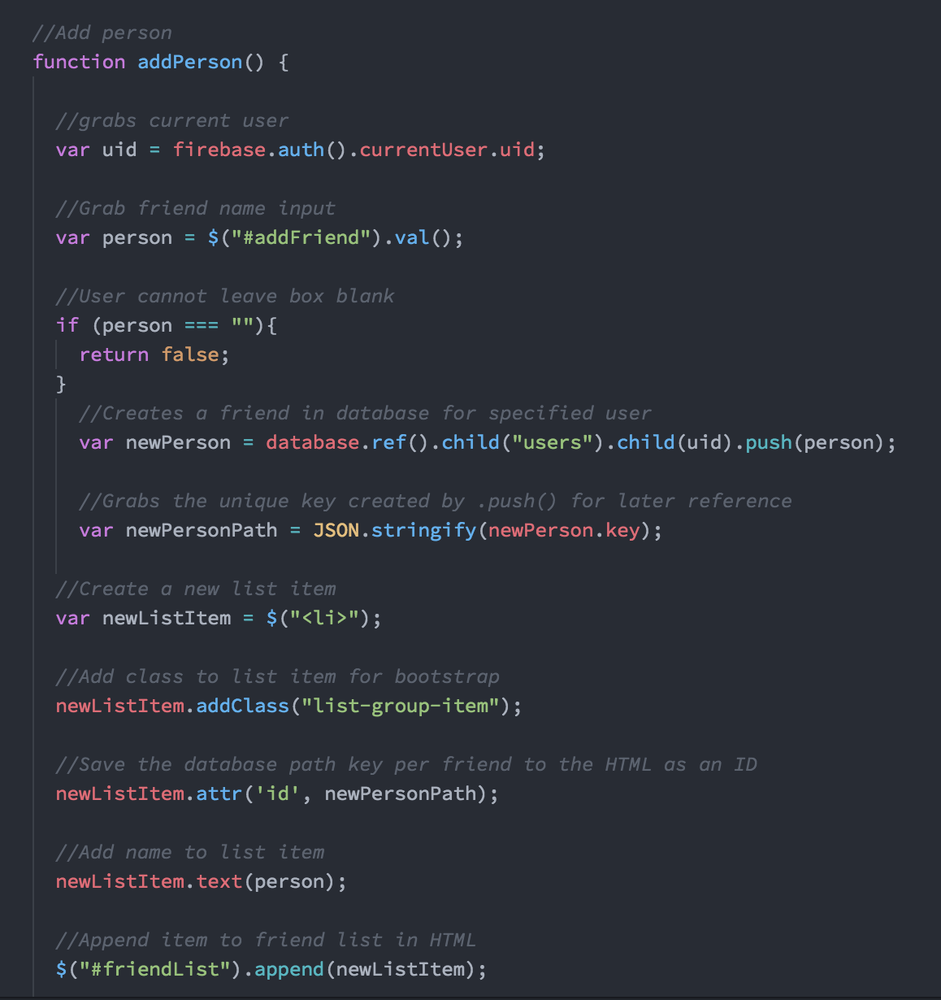 //Add person
function addPerson() {
//grabs current user
var uid = firebase.auth().currentUser.uid;
//Grab friend name input
var person = $("#addFriend").val();
//User cannot leave box blank
if (person === ""){
return false;
}
//Creates a friend in database for specified user
var newPerson = database.ref().child("users").child(uid).push(person);
//Grabs the unique key created by .push() for later reference
var newPersonPath = JSON.stringify(newPerson.key);
//Create a new list item
var newListItem = $("<li>");
//Add class to list item for bootstrap
newListItem.addClass("list-group-item");
//Save the database path key per friend to the HTML as an ID
newListItem.attr('id', newPersonPath);
//Add name to list item
newListItem.text(person);
//Append item to friend list in HTML
$("#friendList").append(newListItem);